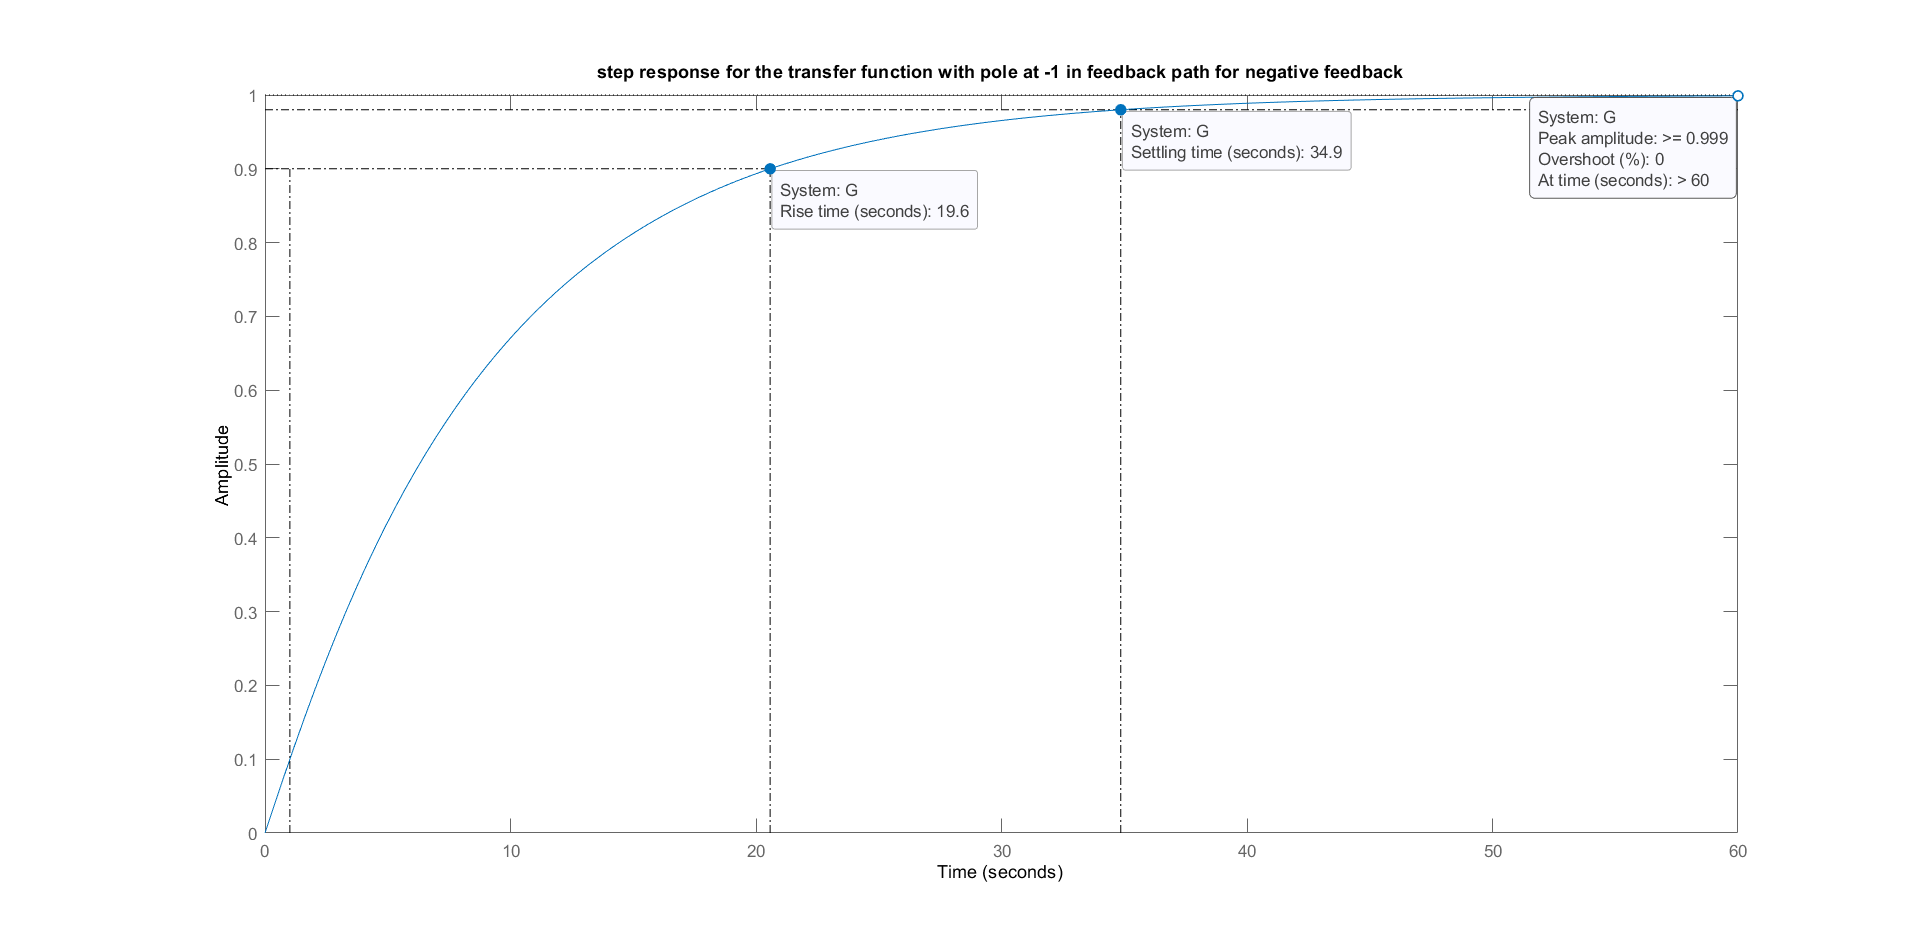 step response for the transfer function with pole at -1 in feedback path for negative feedback
1
0.9
0.8
0.7
0.6
0.5
0.4
0.3
0.2
0.1
0
Amplitude
System: G
Rise time (seconds): 19.6
System: G
Settling time (seconds): 34.9
System: G
Peak amplitude: >= 0.999
Overshoot (%): 0
At time (seconds): > 60
0 10 20 30 40 50 60
Time (seconds)